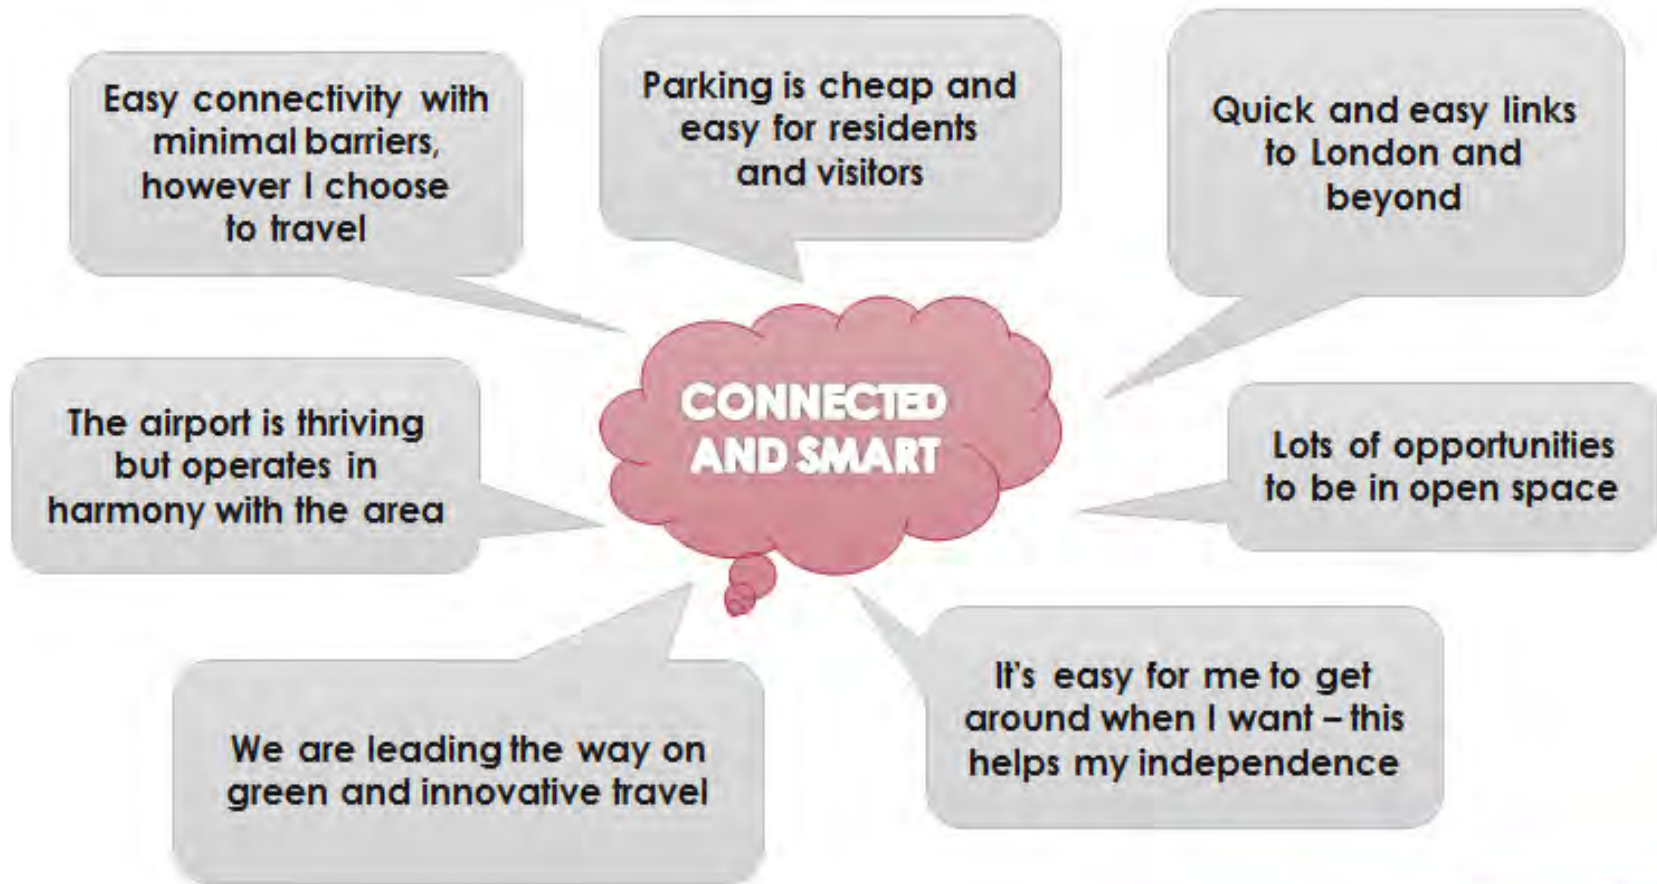 Easy connectivity with
minimal barriers,
however I choose
to travel
Parking is cheap and
easy for residents
and visitors
Quick and easy links
to London and
beyond
The airport is thriving
but operates in
harmony with the area
CONNECTED
AND SMART
Lots of opportunities
to be in open space
We are leading the way on
green and innovative travel
It's easy for me to get
around when I want – this
helps my independence